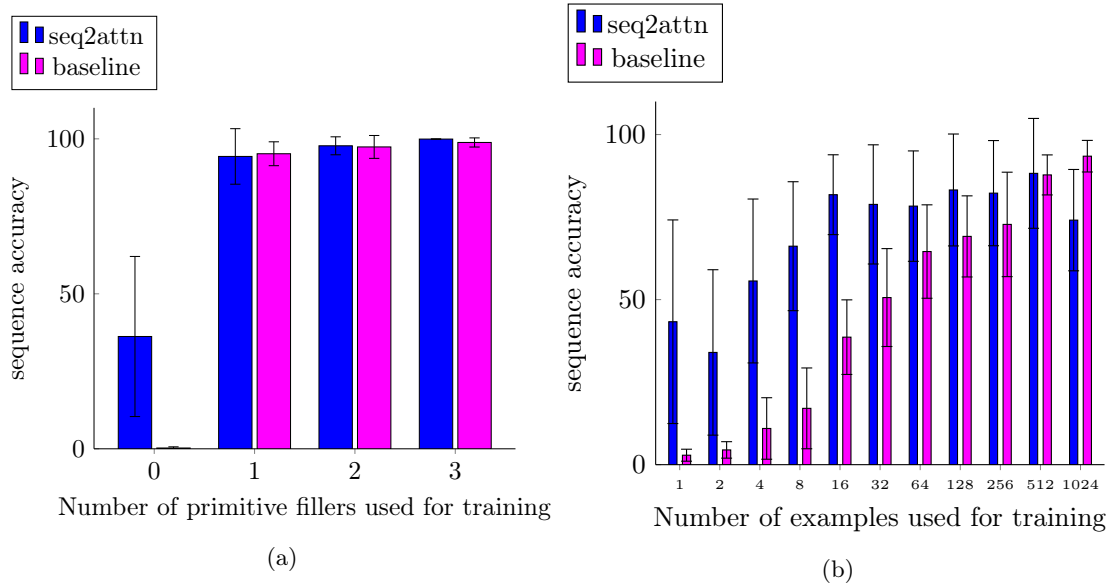 seq2attn
baseline
100
50
0
sequence accuracy
0 1 2 3
Number of primitive fillers used for training
(a)
seq2attn
baseline
100
50
0
sequence accuracy
1 2 4 8 16 32 64 128 256 512 1024
Number of examples used for training
(b)